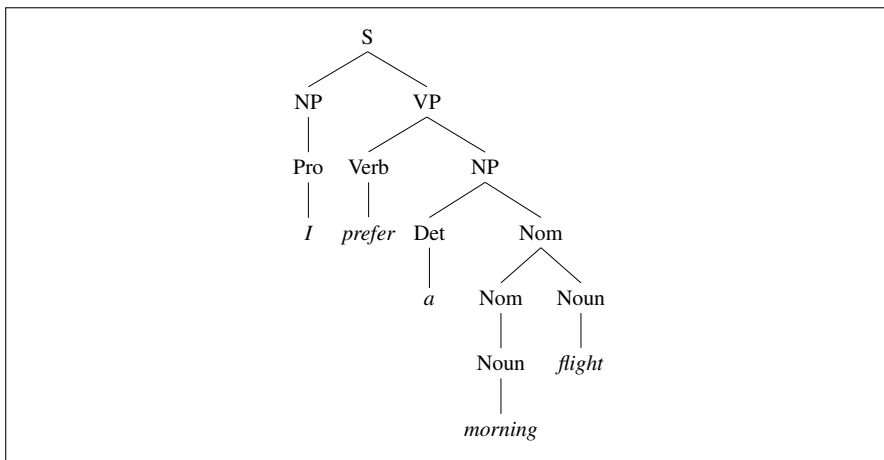 S
NP VP
Pro Verb NP
I prefer Det Nom
a Nom Noun
Noun flight
morning